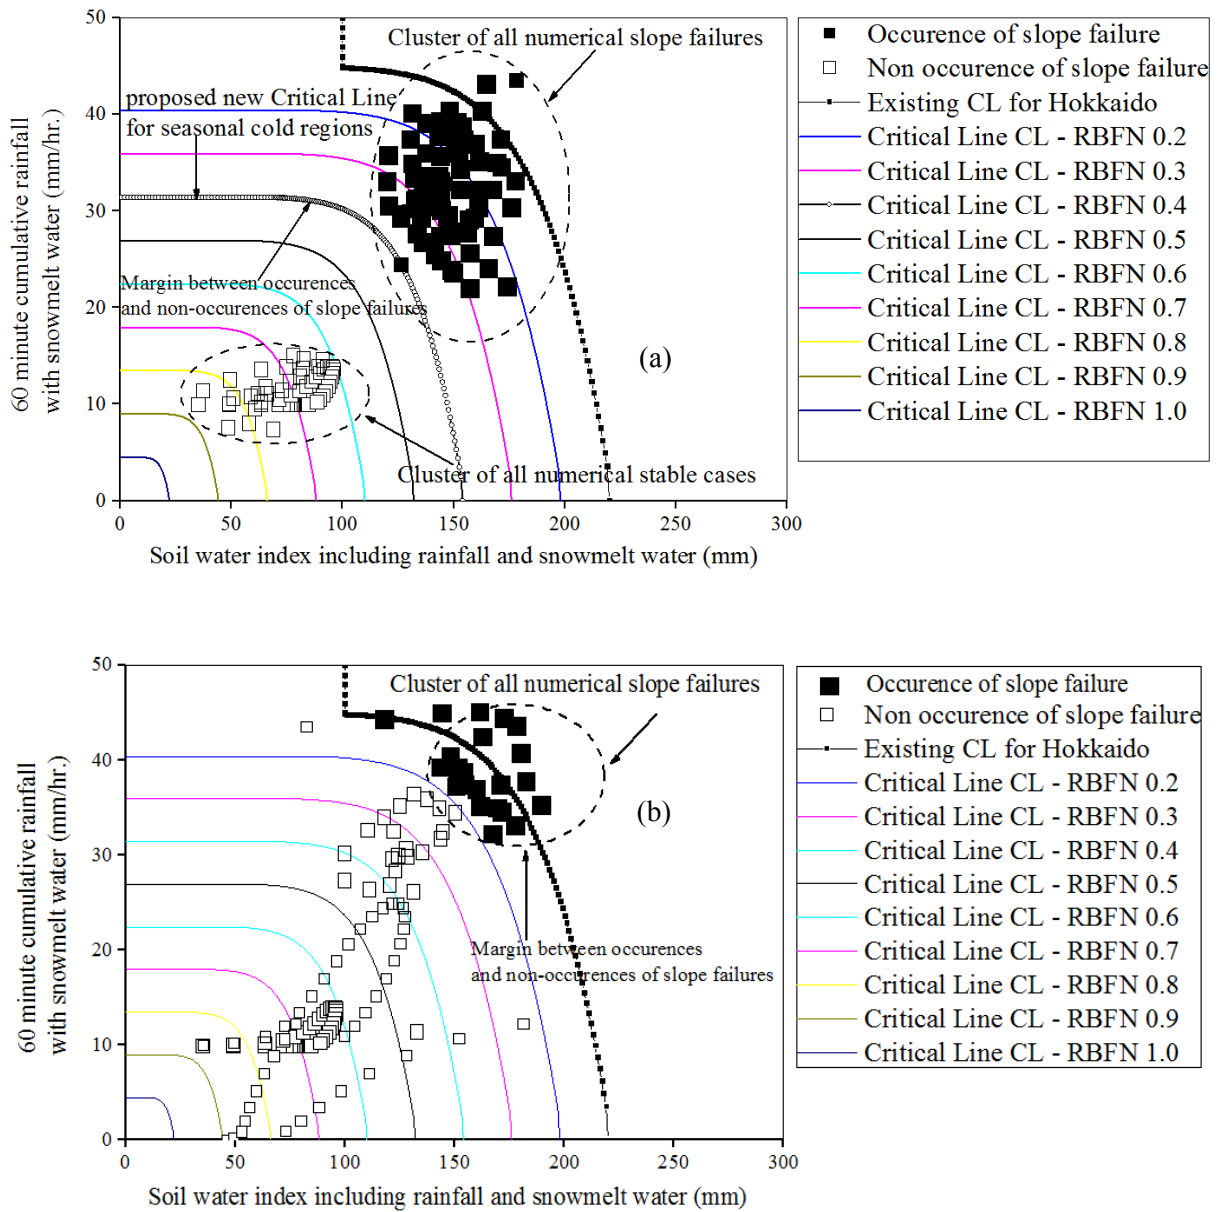 50
40
30
20
10
0
0
50
100
150
200
250
300
60 minute cumulative rainfall
with snowmelt water (mm/hr.)
Soil water index including rainfall and snowmelt water (mm)
Cluster of all numerical slope failures
proposed new Critical Line
for seasonal cold regions
Margin between occurences
and non-occurences of slope failures
(a)
Cluster of all numerical stable cases
Occurence of slope failure
Non occurence of slope failure
Existing CL for Hokkaido
Critical Line CL - RBFN 0.2
Critical Line CL - RBFN 0.3
Critical Line CL - RBFN 0.4
Critical Line CL - RBFN 0.5
Critical Line CL - RBFN 0.6
Critical Line CL - RBFN 0.7
Critical Line CL - RBFN 0.8
Critical Line CL - RBFN 0.9
Critical Line CL - RBFN 1.0
50
40
30
20
10
0
0
50
100
150
200
250
300
60 minute cumulative rainfall
with snowmelt water (mm/hr.)
Soil water index including rainfall and snowmelt water (mm)
Cluster of all numerical slope failures
(b)
Margin between occurences
and non-occurences of slope failures
Occurence of slope failure
Non occurence of slope failure
Existing CL for Hokkaido
Critical Line CL - RBFN 0.2
Critical Line CL - RBFN 0.3
Critical Line CL - RBFN 0.4
Critical Line CL - RBFN 0.5
Critical Line CL - RBFN 0.6
Critical Line CL - RBFN 0.7
Critical Line CL - RBFN 0.8
Critical Line CL - RBFN 0.9
Critical Line CL - RBFN 1.0